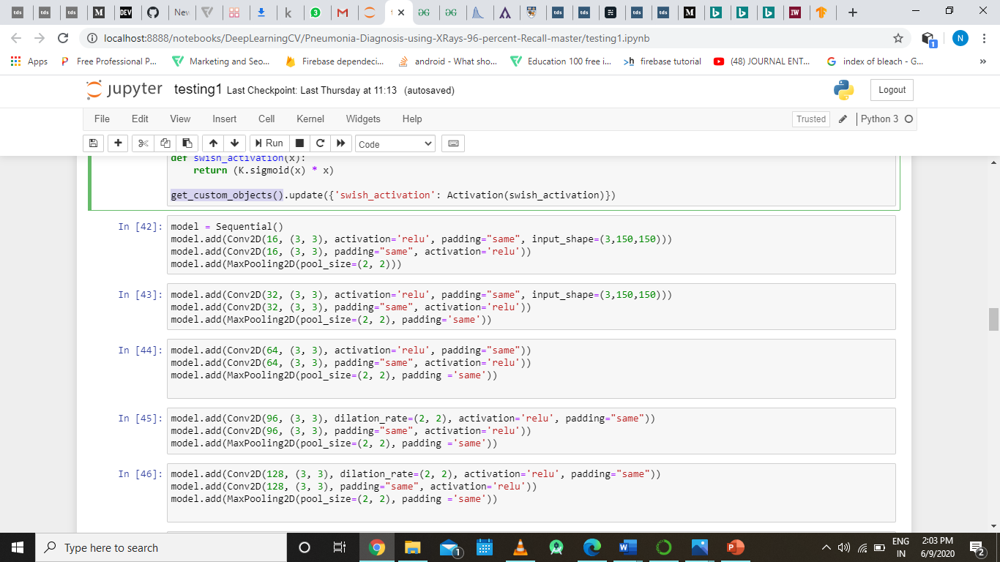 tds
tds
tds
M
DEV
New
k
3
t
GG
GG
tds
tds
tds
tds
M
IW
localhost:8888/notebooks/DeepLearningCV/Pneumonia-Diagnosis-using-XRays-96-percent-Recall-master/testing1.ipynb
1
N
Apps
P Free Professional P...
Marketing and Seo...
Firebase dependeci...
android - What sho...
Education 100 free i...
>h firebase tutorial
(48) JOURNAL ENT...
G index of bleach - G...
»
jupyter testing1 Last Checkpoint: Last Thursday at 11:13 (autosaved)
Logout
File Edit View Insert Cell Kernel Widgets Help
Trusted
Python 3
Run
Code
def swish_activation(x):
    return (K.sigmoid(x) * x)
get_custom_objects().update({'swish_activation': Activation(swish_activation)})
In [42]: model = Sequential()
model.add(Conv2D(16, (3, 3), activation='relu', padding="same", input_shape=(3,150,150)))
model.add(Conv2D(16, (3, 3), padding="same", activation='relu'))
model.add(MaxPooling2D(pool_size=(2, 2)))
In [43]: model.add(Conv2D(32, (3, 3), activation='relu', padding="same", input_shape=(3,150,150)))
model.add(Conv2D(32, (3, 3), padding="same", activation='relu'))
model.add(MaxPooling2D(pool_size=(2, 2), padding='same'))
In [44]: model.add(Conv2D(64, (3, 3), activation='relu', padding="same"))
model.add(Conv2D(64, (3, 3), padding="same", activation='relu'))
model.add(MaxPooling2D(pool_size=(2, 2), padding ='same'))
In [45]: model.add(Conv2D(96, (3, 3), dilation_rate=(2, 2), activation='relu', padding="same"))
model.add(Conv2D(96, (3, 3), padding="same", activation='relu'))
model.add(MaxPooling2D(pool_size=(2, 2), padding ='same'))
In [46]: model.add(Conv2D(128, (3, 3), dilation_rate=(2, 2), activation='relu', padding="same"))
model.add(Conv2D(128, (3, 3), padding="same", activation='relu'))
model.add(MaxPooling2D(pool_size=(2, 2), padding ='same'))
Type here to search
1
W
P
ENG
IN
2:03 PM
6/9/2020
2